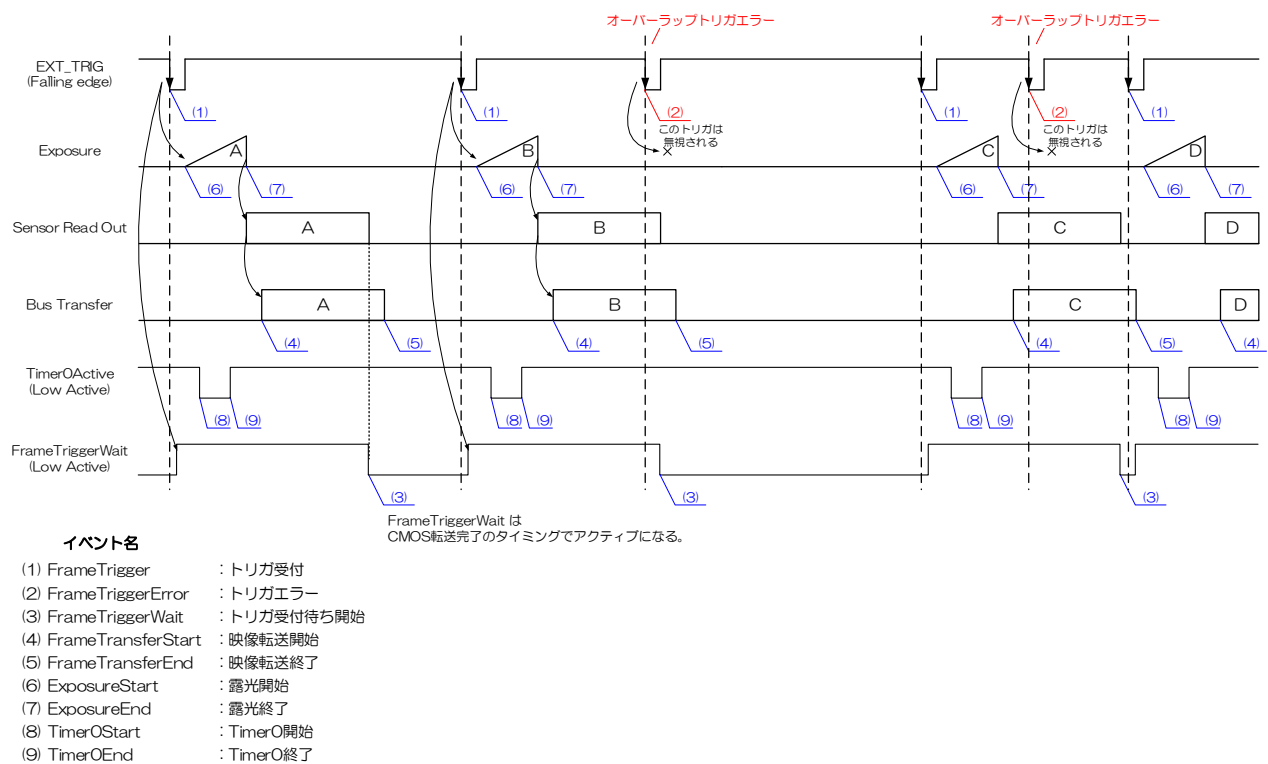 オーバーラップトリガエラー
オーバーラップトリガエラー
EXT_TRIG
(Falling edge)
(1)
(1)
(2)
このトリガは
無視される
(1)
(2)
このトリガは
無視される
(1)
Exposure
A
B
×
C
×
D
(6)
(7)
(6)
(7)
(6)
(7)
(6)
(7)
Sensor Read Out
A
B
C
D
Bus Transfer
A
B
C
D
(4)
(5)
(4)
(5)
(4)
(5)
(4)
Timer0Active
(Low Active)
(8)
(9)
(8)
(9)
(8)
(9)
(8)
(9)
FrameTriggerWait
(Low Active)
(3)
(3)
(3)
FrameTriggerWait は
CMOS転送完了のタイミングでアクティブになる。
イベント名
(1) FrameTrigger :トリガ受付
(2) FrameTriggerError :トリガエラー
(3) FrameTriggerWait :トリガ受付待ち開始
(4) FrameTransferStart :映像転送開始
(5) FrameTransferEnd :映像転送終了
(6) ExposureStart :露光開始
(7) ExposureEnd :露光終了
(8) Timer0Start :Timer0開始
(9) Timer0End :Timer0終了